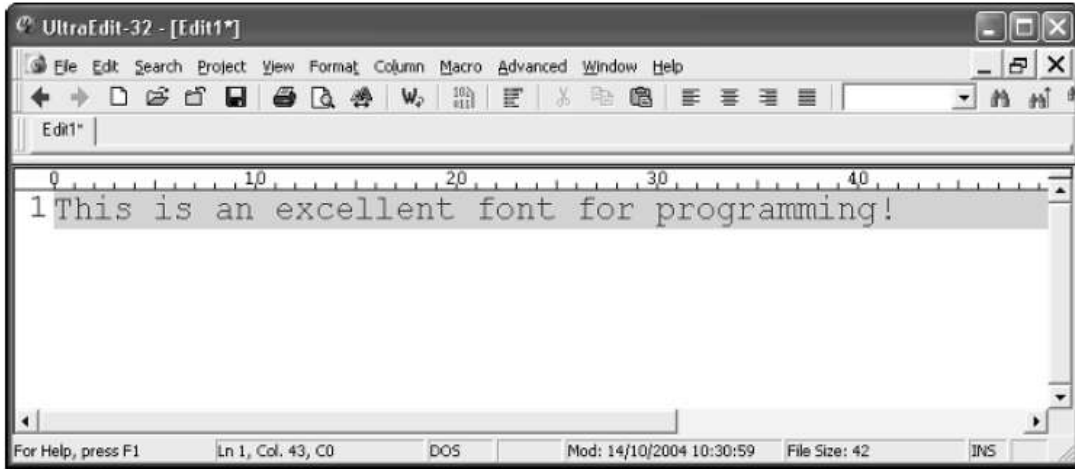 UltraEdit-32 - [Edit1*]
File Edit Search Project View Format Column Macro Advanced Window Help
Edit1*
0 10 20 30 40
1 This is an excellent font for programming!
For Help, press F1 Ln 1, Col. 43, C0 DOS Mod: 14/10/2004 10:30:59 File Size: 42 INS